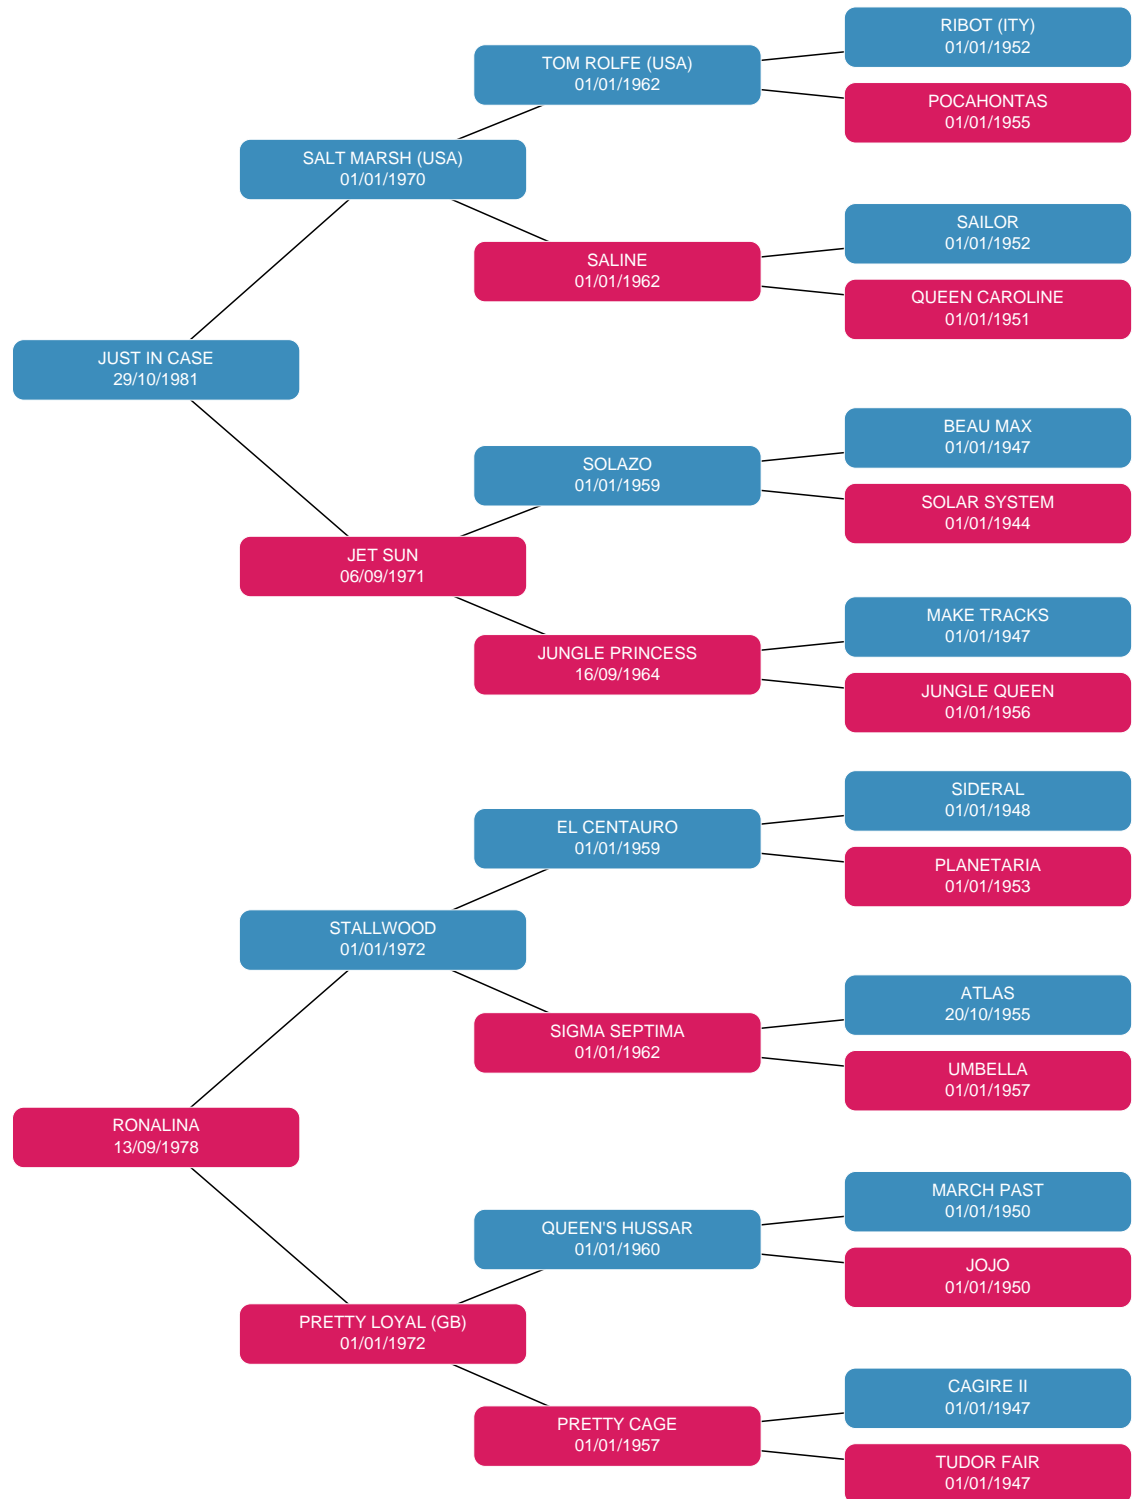 RIBOT (ITY)
01/01/1952
TOM ROLFE (USA)
01/01/1962
POCAHONTAS
01/01/1955
SALT MARSH (USA)
01/01/1970
SAILOR
01/01/1952
SALINE
01/01/1962
QUEEN CAROLINE
01/01/1951
JUST IN CASE
29/10/1981
BEAU MAX
01/01/1947
SOLAZO
01/01/1959
SOLAR SYSTEM
01/01/1944
JET SUN
06/09/1971
MAKE TRACKS
01/01/1947
JUNGLE PRINCESS
16/09/1964
JUNGLE QUEEN
01/01/1956
SIDERAL
01/01/1948
EL CENTAURO
01/01/1959
PLANETARIA
01/01/1953
STALLWOOD
01/01/1972
ATLAS
20/10/1955
SIGMA SEPTIMA
01/01/1962
UMBELLA
01/01/1957
RONALINA
13/09/1978
MARCH PAST
01/01/1950
QUEEN'S HUSSAR
01/01/1960
JOJO
01/01/1950
PRETTY LOYAL (GB)
01/01/1972
CAGIRE II
01/01/1947
PRETTY CAGE
01/01/1957
TUDOR FAIR
01/01/1947